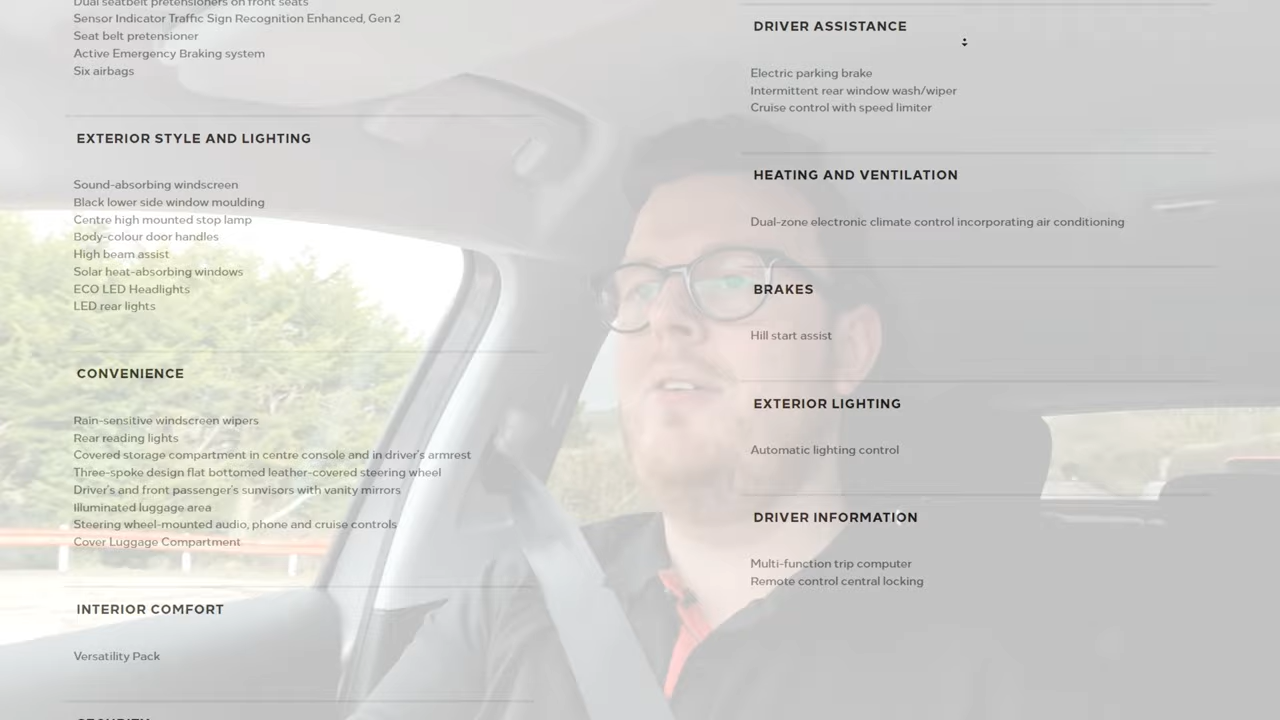 Dual seatbelt pretensioners on front seats
Sensor Indicator Traffic Sign Recognition Enhanced, Gen 2
Seat belt pretensioner
Active Emergency Braking system
Six airbags
EXTERIOR STYLE AND LIGHTING
Sound-absorbing windscreen
Black lower side window moulding
Centre high mounted stop lamp
Body-colour door handles
High beam assist
Solar heat-absorbing windows
ECO LED Headlights
LED rear lights
CONVENIENCE
Rain-sensitive windscreen wipers
Rear reading lights
Covered storage compartment in centre console and in driver's armrest
Three-spoke design flat bottomed leather-covered steering wheel
Driver's and front passenger's sunvisors with vanity mirrors
Illuminated luggage area
Steering wheel-mounted audio, phone and cruise controls
Cover Luggage Compartment
INTERIOR COMFORT
Versatility Pack
SECURITY
DRIVER ASSISTANCE
Electric parking brake
Intermittent rear window wash/wiper
Cruise control with speed limiter
HEATING AND VENTILATION
Dual-zone electronic climate control incorporating air conditioning
BRAKES
Hill start assist
EXTERIOR LIGHTING
Automatic lighting control
DRIVER INFORMATION
Multi-function trip computer
Remote control central locking